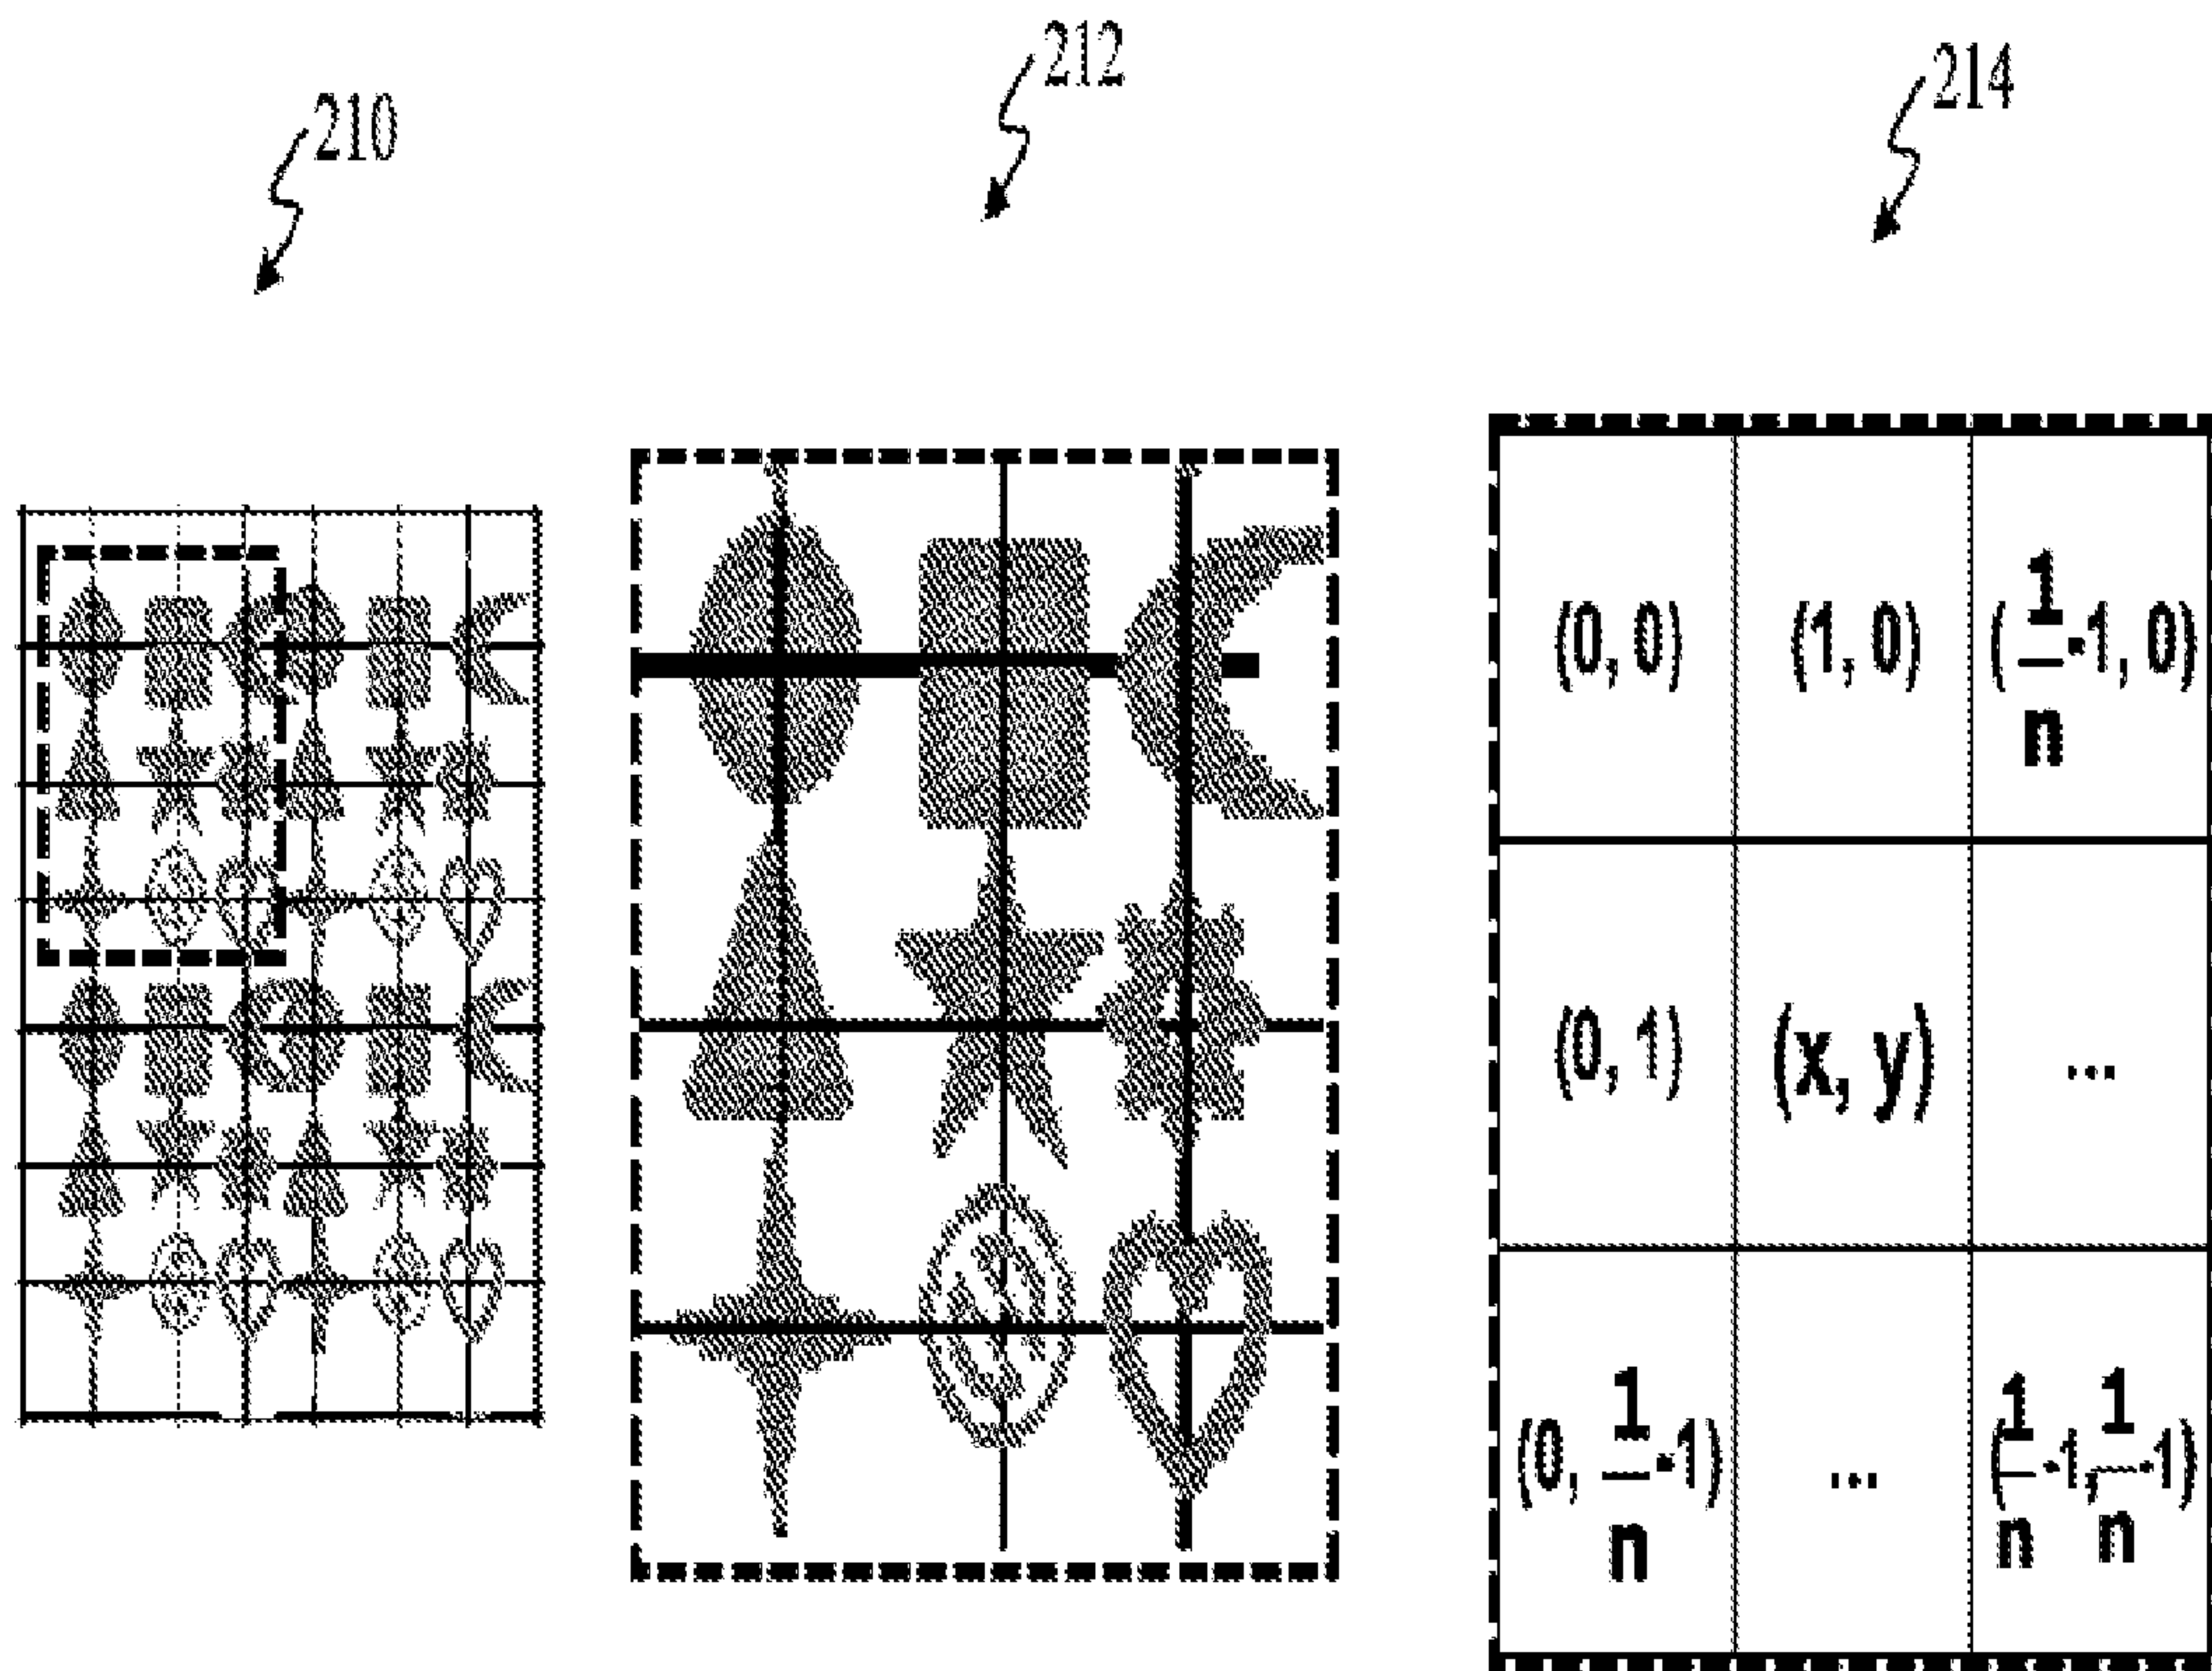 210
212
214
(0, 0)
(1, 0)
(1/n-1, 0)
(0, 1)
(x, y)
...
(0, 1/n-1)
...
(1/n-1, 1/n-1)